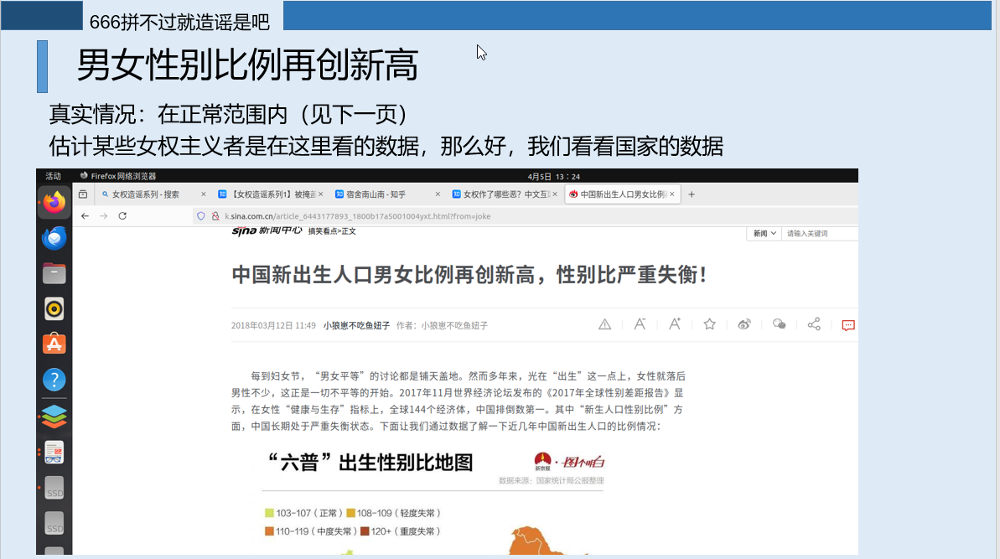 666拼不过就造谣是吧
男女性别比例再创新高
真实情况：在正常范围内（见下一页）
估计某些女权主义者是在这里看的数据，那么好，我们看看国家的数据
活动 Firefox 网络浏览器 4月5日 13：24
女权造谣系列 - 搜索 × 知 【女权造谣系列1】被掩 × 知 宿舍南山南 - 知乎 × 知 女权作了哪些恶？中文互 × 中国新出生人口男女比例 × +
k.sina.com.cn/article_6443177893_1800b17a5001004yxt.html?from=joke
sina 新闻中心 搞笑看点>正文 新闻 请输入关键词
中国新出生人口男女比例再创新高，性别比严重失衡！
2018年03月12日 11:49 小狼崽不吃鱼妞子 作者：小狼崽不吃鱼妞子 A- A+
每到妇女节，“男女平等”的讨论都是铺天盖地。然而多年来，光在“出生”这一点上，女性就落后
男性不少，这正是一切不平等的开始。2017年11月世界经济论坛发布的《2017年全球性别差距报告》显
示，在女性“健康与生存”指标上，全球144个经济体，中国排倒数第一。其中“新生人口性别比例”方
面，中国长期处于严重失衡状态。下面让我们通过数据了解一下近几年中国新出生人口的比例情况：
“六普”出生性别比地图 新京报 · 图个明白
数据来源：国家统计局公报整理
103-107（正常） 108-109（轻度失常）
110-119（中度失常） 120+（重度失常）
SSD
SSD